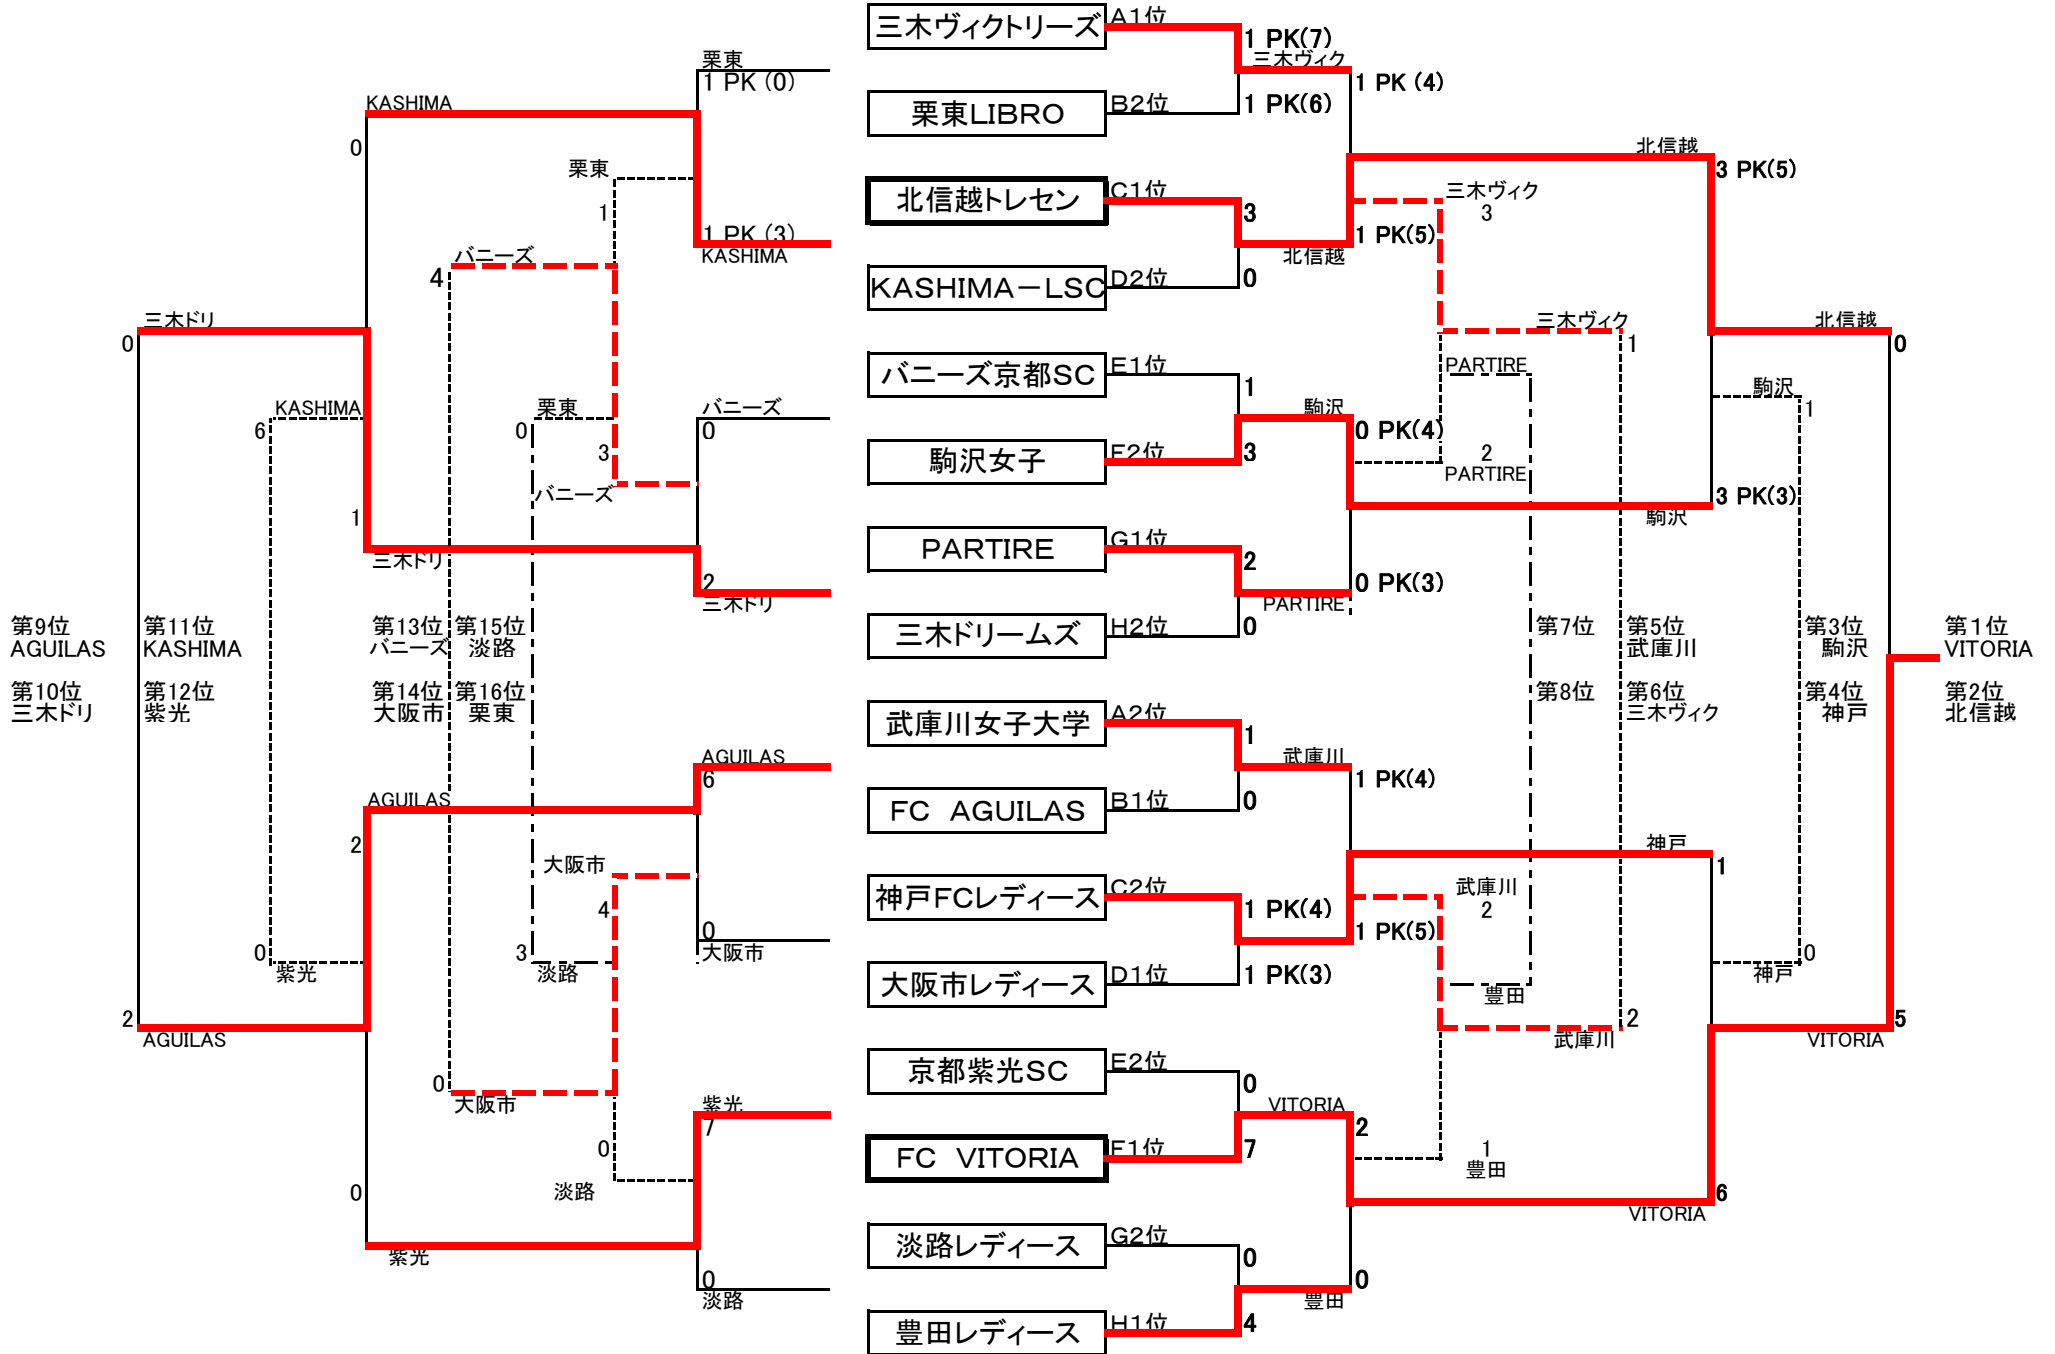 三木ヴィクトリーズ
A1位
1 PK(7)
三木ヴィク
1 PK (4)
栗東LIBRO
B2位
1 PK(6)
北信越トレセン
C1位
3
北信越
1 PK(5)
KASHIMA－LSC
D2位
0
バニーズ京都SC
E1位
1
駒沢
0 PK(4)
駒沢女子
F2位
3
PARTIRE
G1位
2
PARTIRE
0 PK(3)
三木ドリームズ
H2位
0
武庫川女子大学
A2位
1
武庫川
1 PK(4)
FC AGUILAS
B1位
0
神戸FCレディース
C2位
1 PK(4)
1 PK(5)
大阪市レディース
D1位
1 PK(3)
京都紫光SC
E2位
0
VITORIA
2
FC VITORIA
F1位
7
淡路レディース
G2位
0
豊田
0
豊田レディース
H1位
4
北信越
3 PK(5)
三木ヴィク
3
三木ヴィク
1
PARTIRE
2
PARTIRE
駒沢
3 PK(3)
北信越
0
駒沢
1
第7位
第8位
第5位
武庫川
第6位
三木ヴィク
第3位
駒沢
第4位
神戸
第１位
VITORIA
第2位
北信越
神戸
1
武庫川
2
豊田
武庫川
2
1
豊田
神戸
0
VITORIA
6
VITORIA
5
栗東
1 PK (0)
KASHIMA
0
栗東
1
1 PK (3)
KASHIMA
バニーズ
4
三木ドリ
0
KASHIMA
6
栗東
0
3
バニーズ
バニーズ
0
1
三木ドリ
2
三木ドリ
第9位
AGUILAS
第10位
三木ドリ
第11位
KASHIMA
第12位
紫光
第13位
バニーズ
第14位
大阪市
第15位
淡路
第16位
栗東
AGUILAS
6
AGUILAS
2
大阪市
4
0
大阪市
3
淡路
0
紫光
2
AGUILAS
0
大阪市
紫光
7
0
淡路
0
紫光
0
淡路